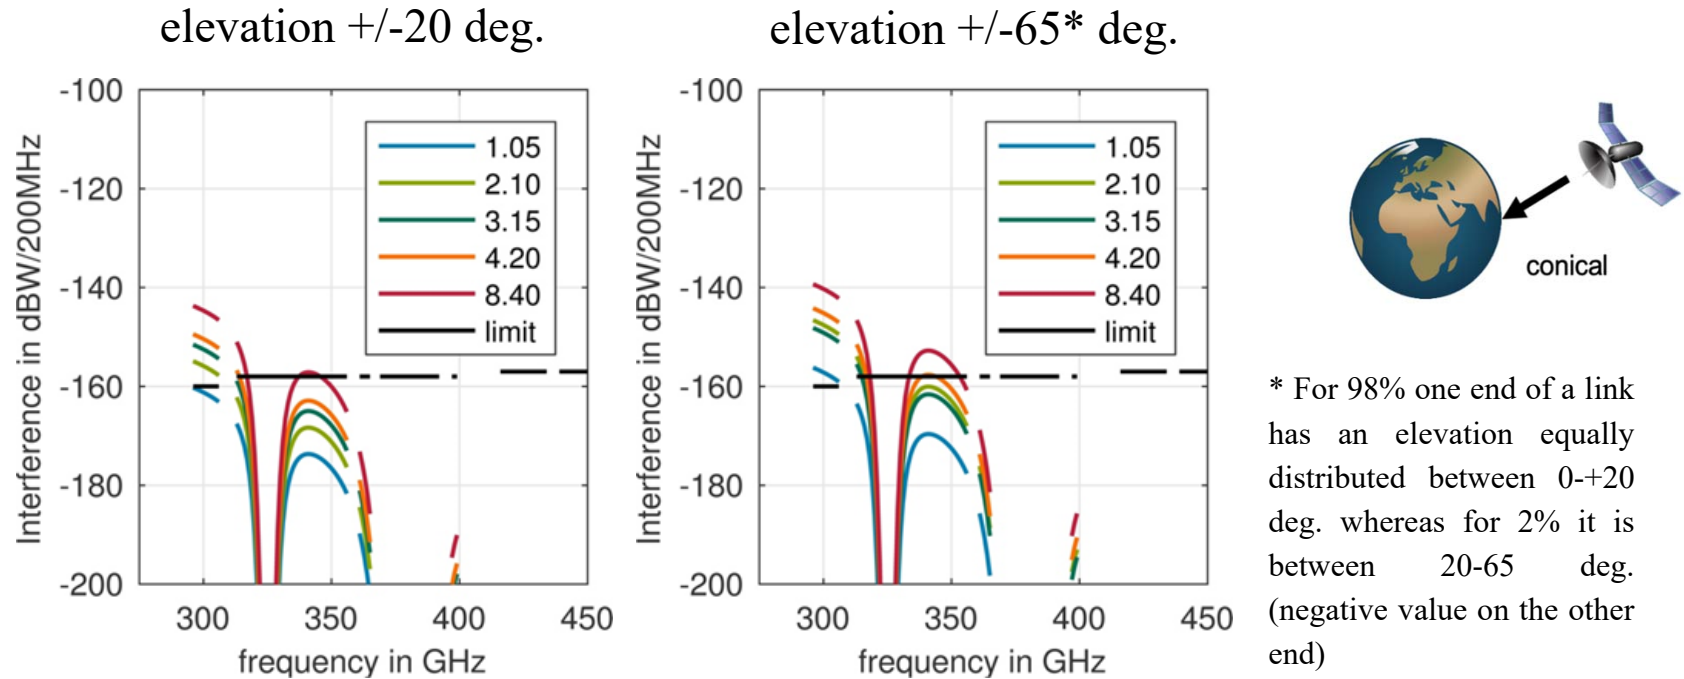 elevation +/-20 deg.
-100
-120
-140
-160
-180
-200
Interference in dBW/200MHz
1.05
2.10
3.15
4.20
8.40
limit
300
350
400
450
frequency in GHz
elevation +/-65* deg.
-100
-120
-140
-160
-180
-200
Interference in dBW/200MHz
1.05
2.10
3.15
4.20
8.40
limit
300
350
400
450
frequency in GHz
conical
* For 98% one end of a link
has an elevation equally
distributed between 0-+20
deg. whereas for 2% it is
between 20-65 deg.
(negative value on the other
end)